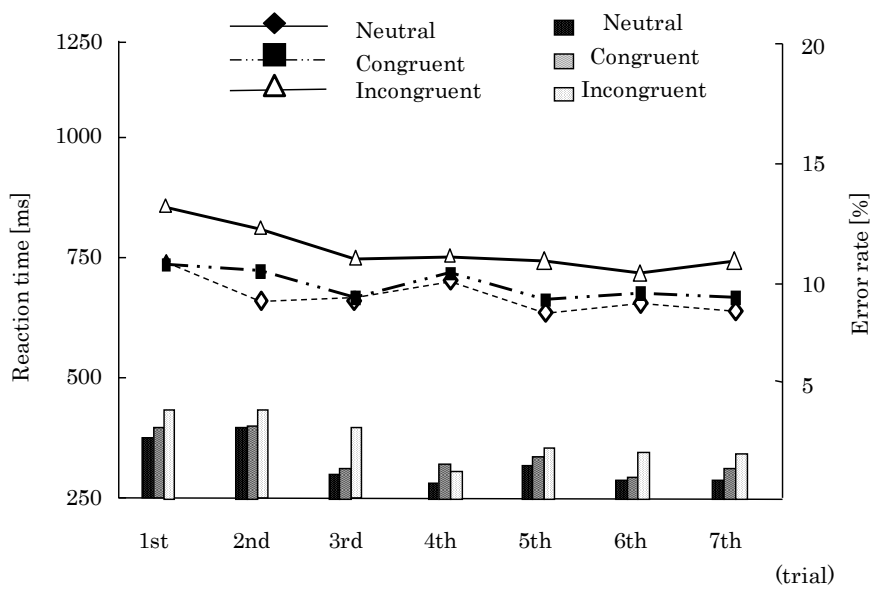 1250
1000
750
500
250
Reaction time [ms]
Neutral
Congruent
Incongruent
Neutral
Congruent
Incongruent
20
15
10
5
Error rate [%]
1st 2nd 3rd 4th 5th 6th 7th
(trial)